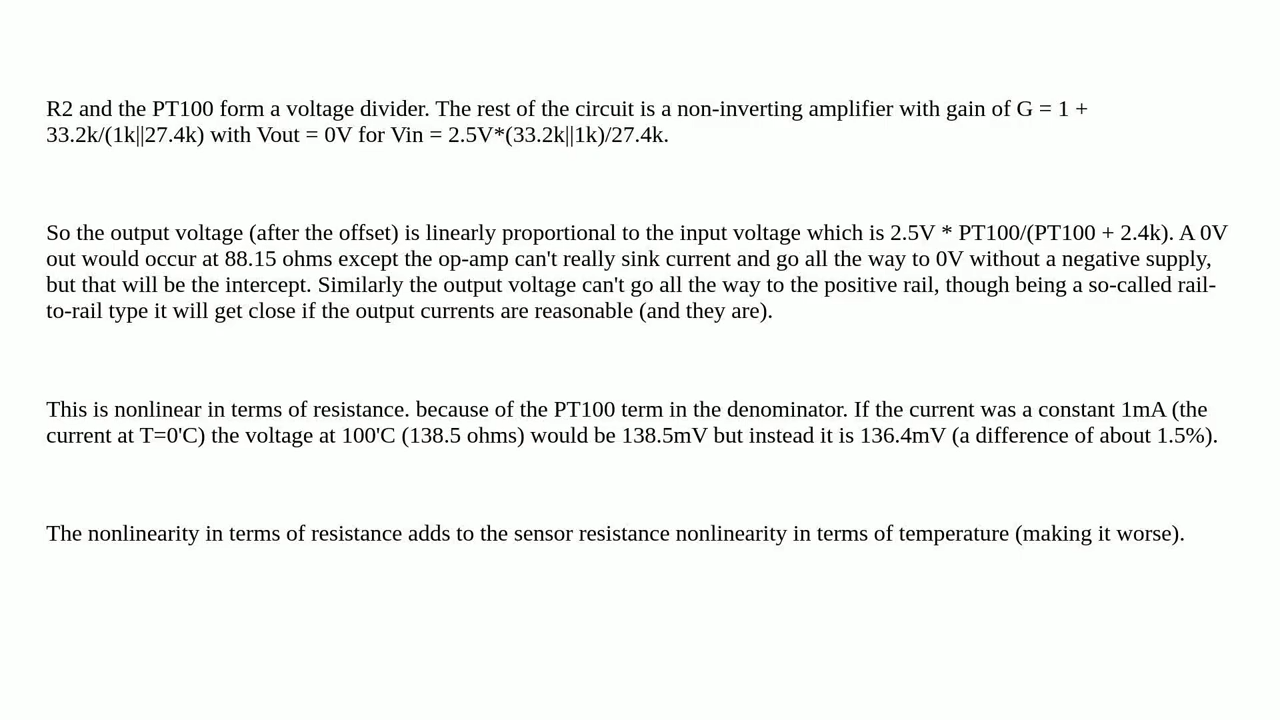 R2 and the PT100 form a voltage divider. The rest of the circuit is a non-inverting amplifier with gain of G = 1 +
33.2k/(1k||27.4k) with Vout = 0V for Vin = 2.5V*(33.2k||1k)/27.4k.
So the output voltage (after the offset) is linearly proportional to the input voltage which is 2.5V * PT100/(PT100 + 2.4k). A 0V
out would occur at 88.15 ohms except the op-amp can't really sink current and go all the way to 0V without a negative supply,
but that will be the intercept. Similarly the output voltage can't go all the way to the positive rail, though being a so-called rail-
to-rail type it will get close if the output currents are reasonable (and they are).
This is nonlinear in terms of resistance. because of the PT100 term in the denominator. If the current was a constant 1mA (the
current at T=0'C) the voltage at 100'C (138.5 ohms) would be 138.5mV but instead it is 136.4mV (a difference of about 1.5%).
The nonlinearity in terms of resistance adds to the sensor resistance nonlinearity in terms of temperature (making it worse).